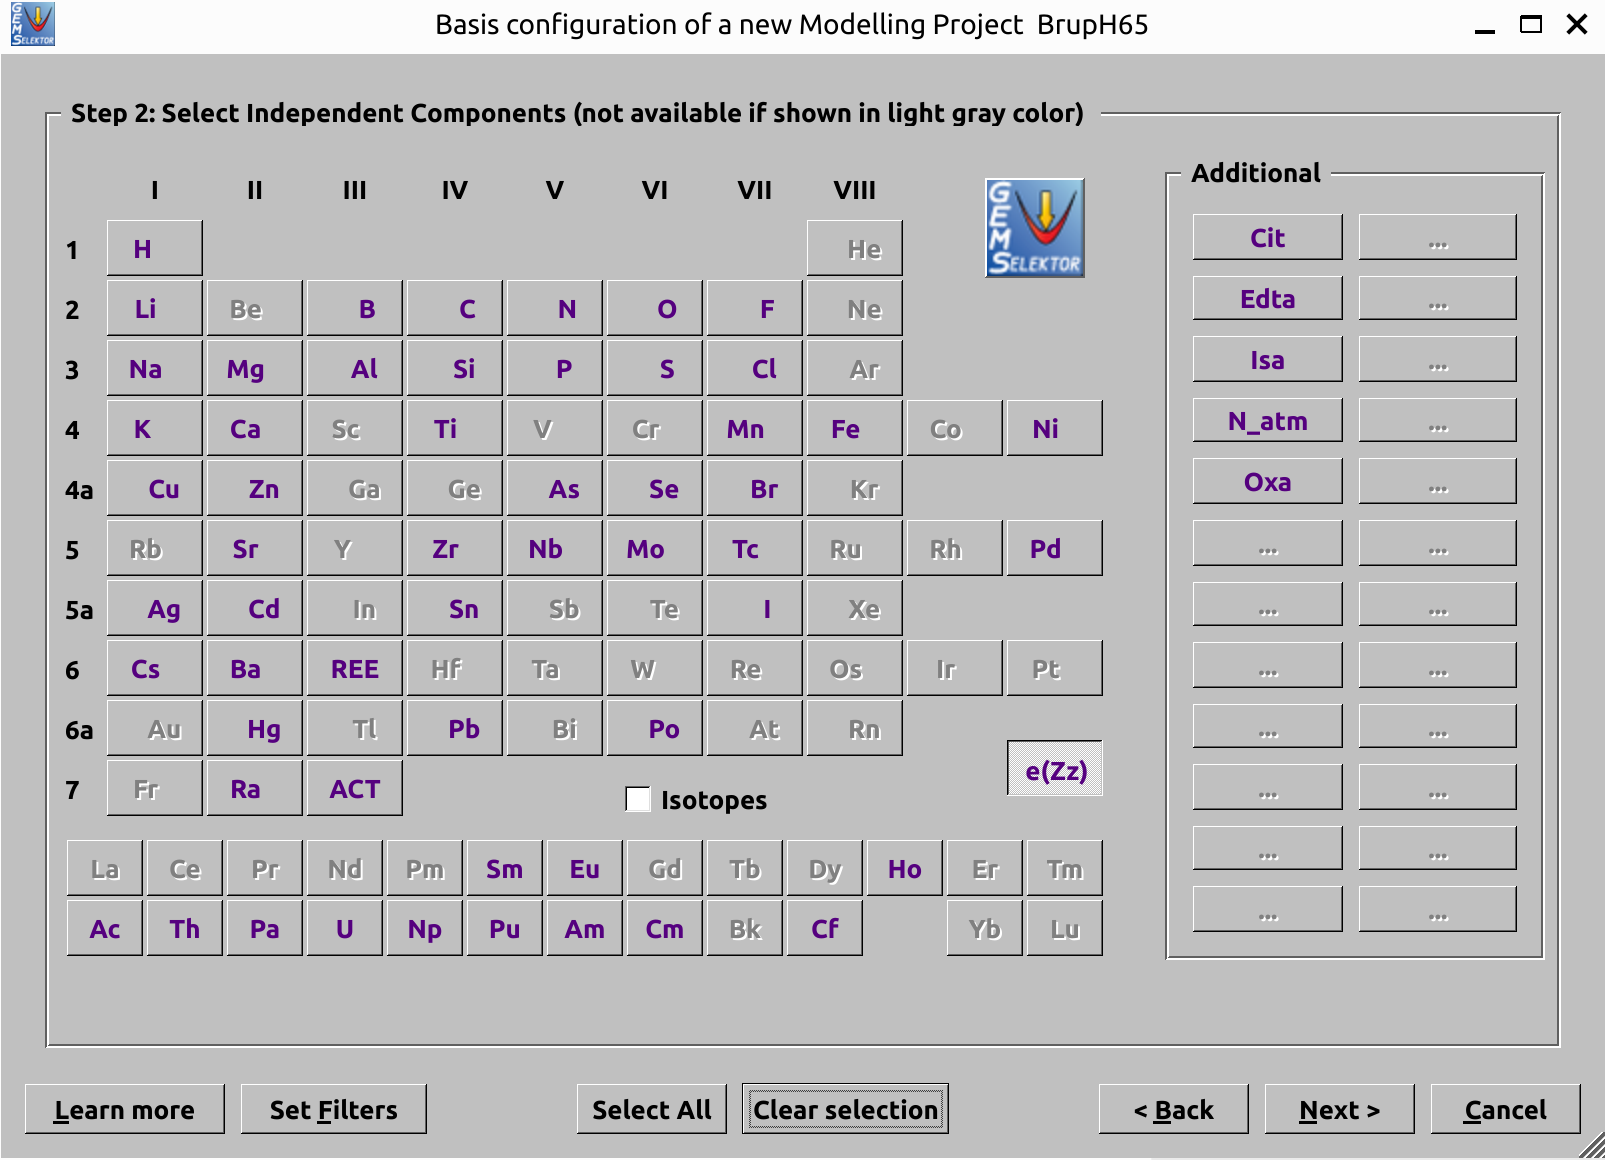 GEMS SELEKTOR Basis configuration of a new Modelling Project BrupH65
Step 2: Select Independent Components (not available if shown in light gray color)
I II III IV V VI VII VIII
GEMS SELEKTOR
1 H He
2 Li Be B C N O F Ne
3 Na Mg Al Si P S Cl Ar
4 K Ca Sc Ti V Cr Mn Fe Co Ni
4a Cu Zn Ga Ge As Se Br Kr
5 Rb Sr Y Zr Nb Mo Tc Ru Rh Pd
5a Ag Cd In Sn Sb Te I Xe
6 Cs Ba REE Hf Ta W Re Os Ir Pt
6a Au Hg Tl Pb Bi Po At Rn
7 Fr Ra ACT
e(Zz)
Isotopes
La Ce Pr Nd Pm Sm Eu Gd Tb Dy Ho Er Tm
Ac Th Pa U Np Pu Am Cm Bk Cf Yb Lu
Additional
Cit ...
Edta ...
Isa ...
N_atm ...
Oxa ...
... ...
... ...
... ...
... ...
... ...
... ...
... ...
Learn more Set Filters Select All Clear selection < Back Next > Cancel